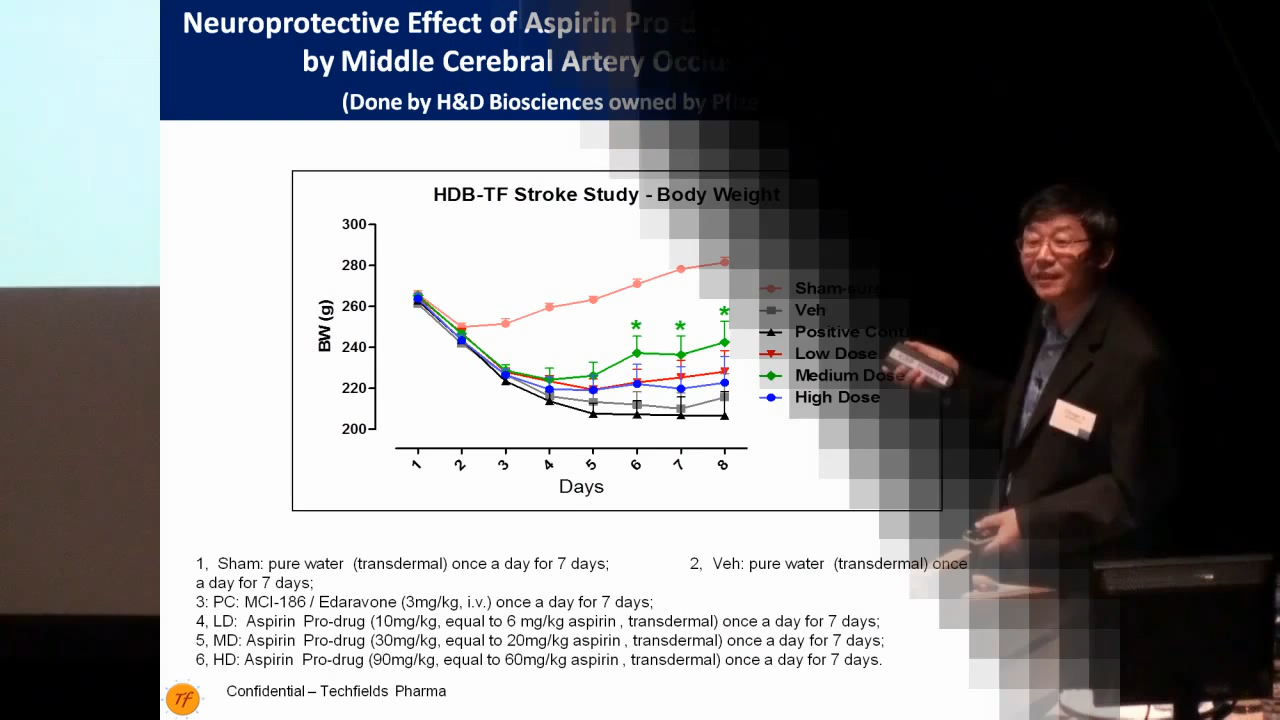 Neuroprotective Effect of Aspirin Pro-d
by Middle Cerebral Artery Occlus
(Done by H&D Biosciences owned by Pfize
HDB-TF Stroke Study - Body Weight
300
280
260
240
220
200
BW (g)
* * *
1 2 3 4 5 6 7 8
Days
Sham-sur
Veh
Positive Cont
Low Dose
Medium Dose
High Dose
1, Sham: pure water (transdermal) once a day for 7 days; 2, Veh: pure water (transdermal) once
a day for 7 days;
3: PC: MCI-186 / Edaravone (3mg/kg, i.v.) once a day for 7 days;
4, LD: Aspirin Pro-drug (10mg/kg, equal to 6 mg/kg aspirin , transdermal) once a day for 7 days;
5, MD: Aspirin Pro-drug (30mg/kg, equal to 20mg/kg aspirin , transdermal) once a day for 7 days;
6, HD: Aspirin Pro-drug (90mg/kg, equal to 60mg/kg aspirin , transdermal) once a day for 7 days.
Tf
Confidential – Techfields Pharma